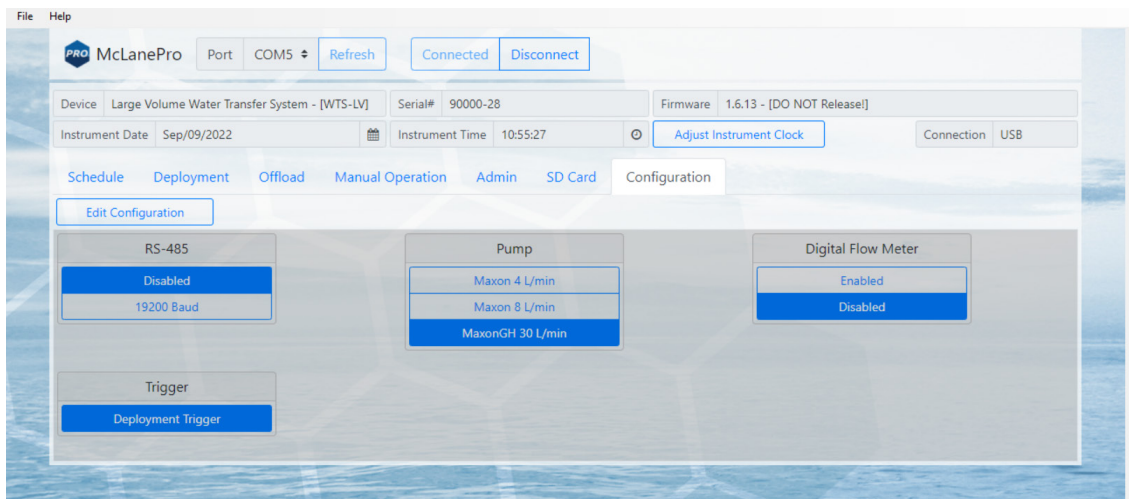 File Help
PRO McLanePro Port COM5 Refresh Connected Disconnect
Device Large Volume Water Transfer System - [WTS-LV] Serial# 90000-28 Firmware 1.6.13 - [DO NOT Release!]
Instrument Date Sep/09/2022 Instrument Time 10:55:27 Adjust Instrument Clock Connection USB
Schedule Deployment Offload Manual Operation Admin SD Card Configuration
Edit Configuration
RS-485 Pump Digital Flow Meter
Disabled Maxon 4 L/min Enabled
19200 Baud Maxon 8 L/min Disabled
MaxonGH 30 L/min
Trigger
Deployment Trigger